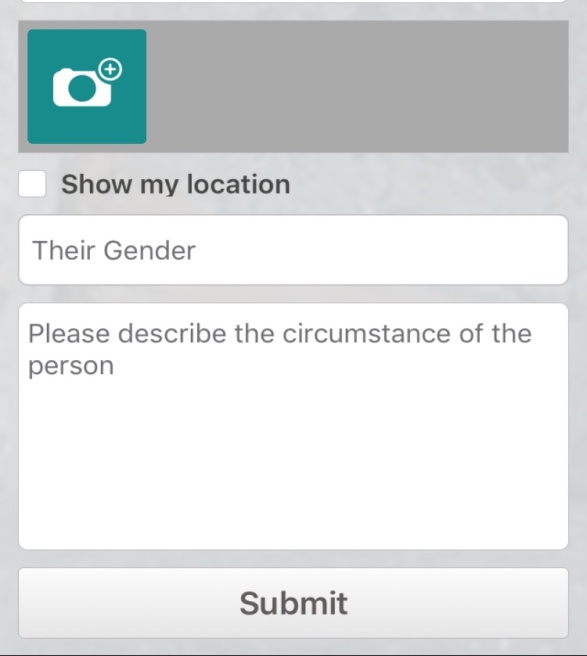 Show my location
Their Gender
Please describe the circumstance of the
person
Submit